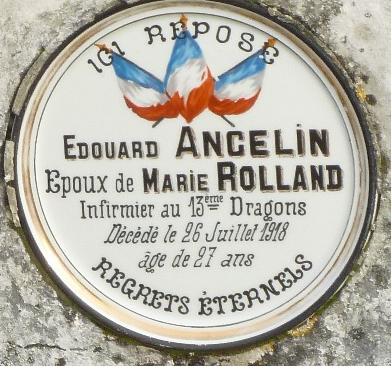 ICI REPOSE
EDOUARD ANGELIN
Epoux de MARIE ROLLAND
Infirmier au 13ème Dragons
Décédé le 26 Juillet 1918
âge de 27 ans
REGRETS ÉTERNELS